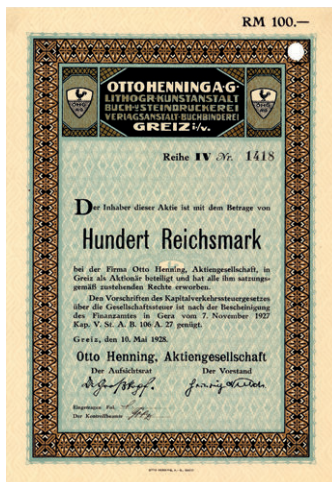 RM 100.—
OTTO HENNING A·G·
LITHOGR·KUNSTANSTALT
BUCH-U·STEINDRUCKEREI
VERLAGSANSTALT·BUCHBINDEREI
GREIZ i/v.
Reihe IV Nr. 1418
Der Inhaber dieser Aktie ist mit dem Betrage von
Hundert Reichsmark
bei der Firma Otto Henning, Aktiengesellschaft, in
Greiz als Aktionär beteiligt und hat alle ihm satzungs-
gemäß zustehenden Rechte erworben.
Den Vorschriften des Kapitalverkehrssteuergesetzes
über die Gesellschaftssteuer ist nach der Bescheinigung
des Finanzamtes in Gera vom 7. November 1927
Kap. V. St. A. B. 106 A. 27 genügt.
Greiz, den 10. Mai 1928.
Otto Henning, Aktiengesellschaft
Der Aufsichtsrat Der Vorstand
Eingetragen Fol.
Der Kontrollbeamte